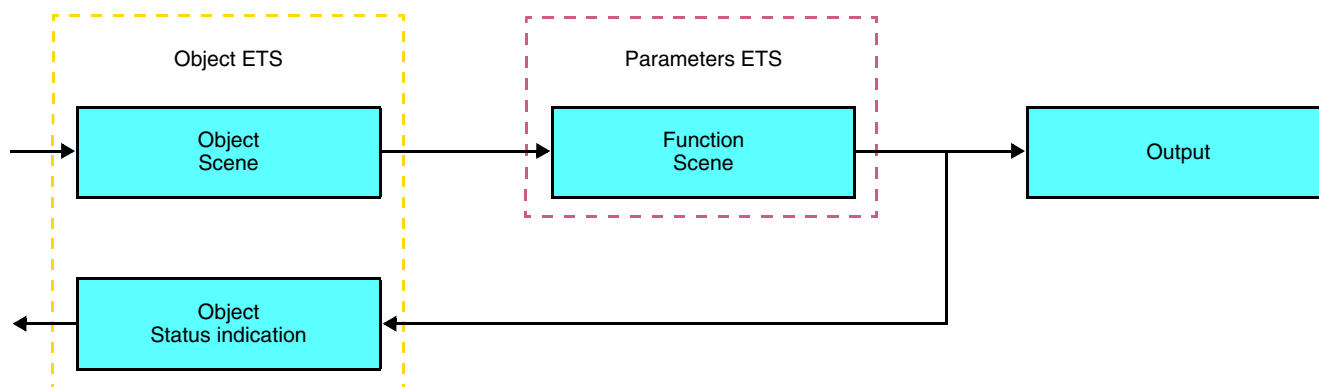 Object ETS
Parameters ETS
Object
Scene
Function
Scene
Output
Object
Status indication